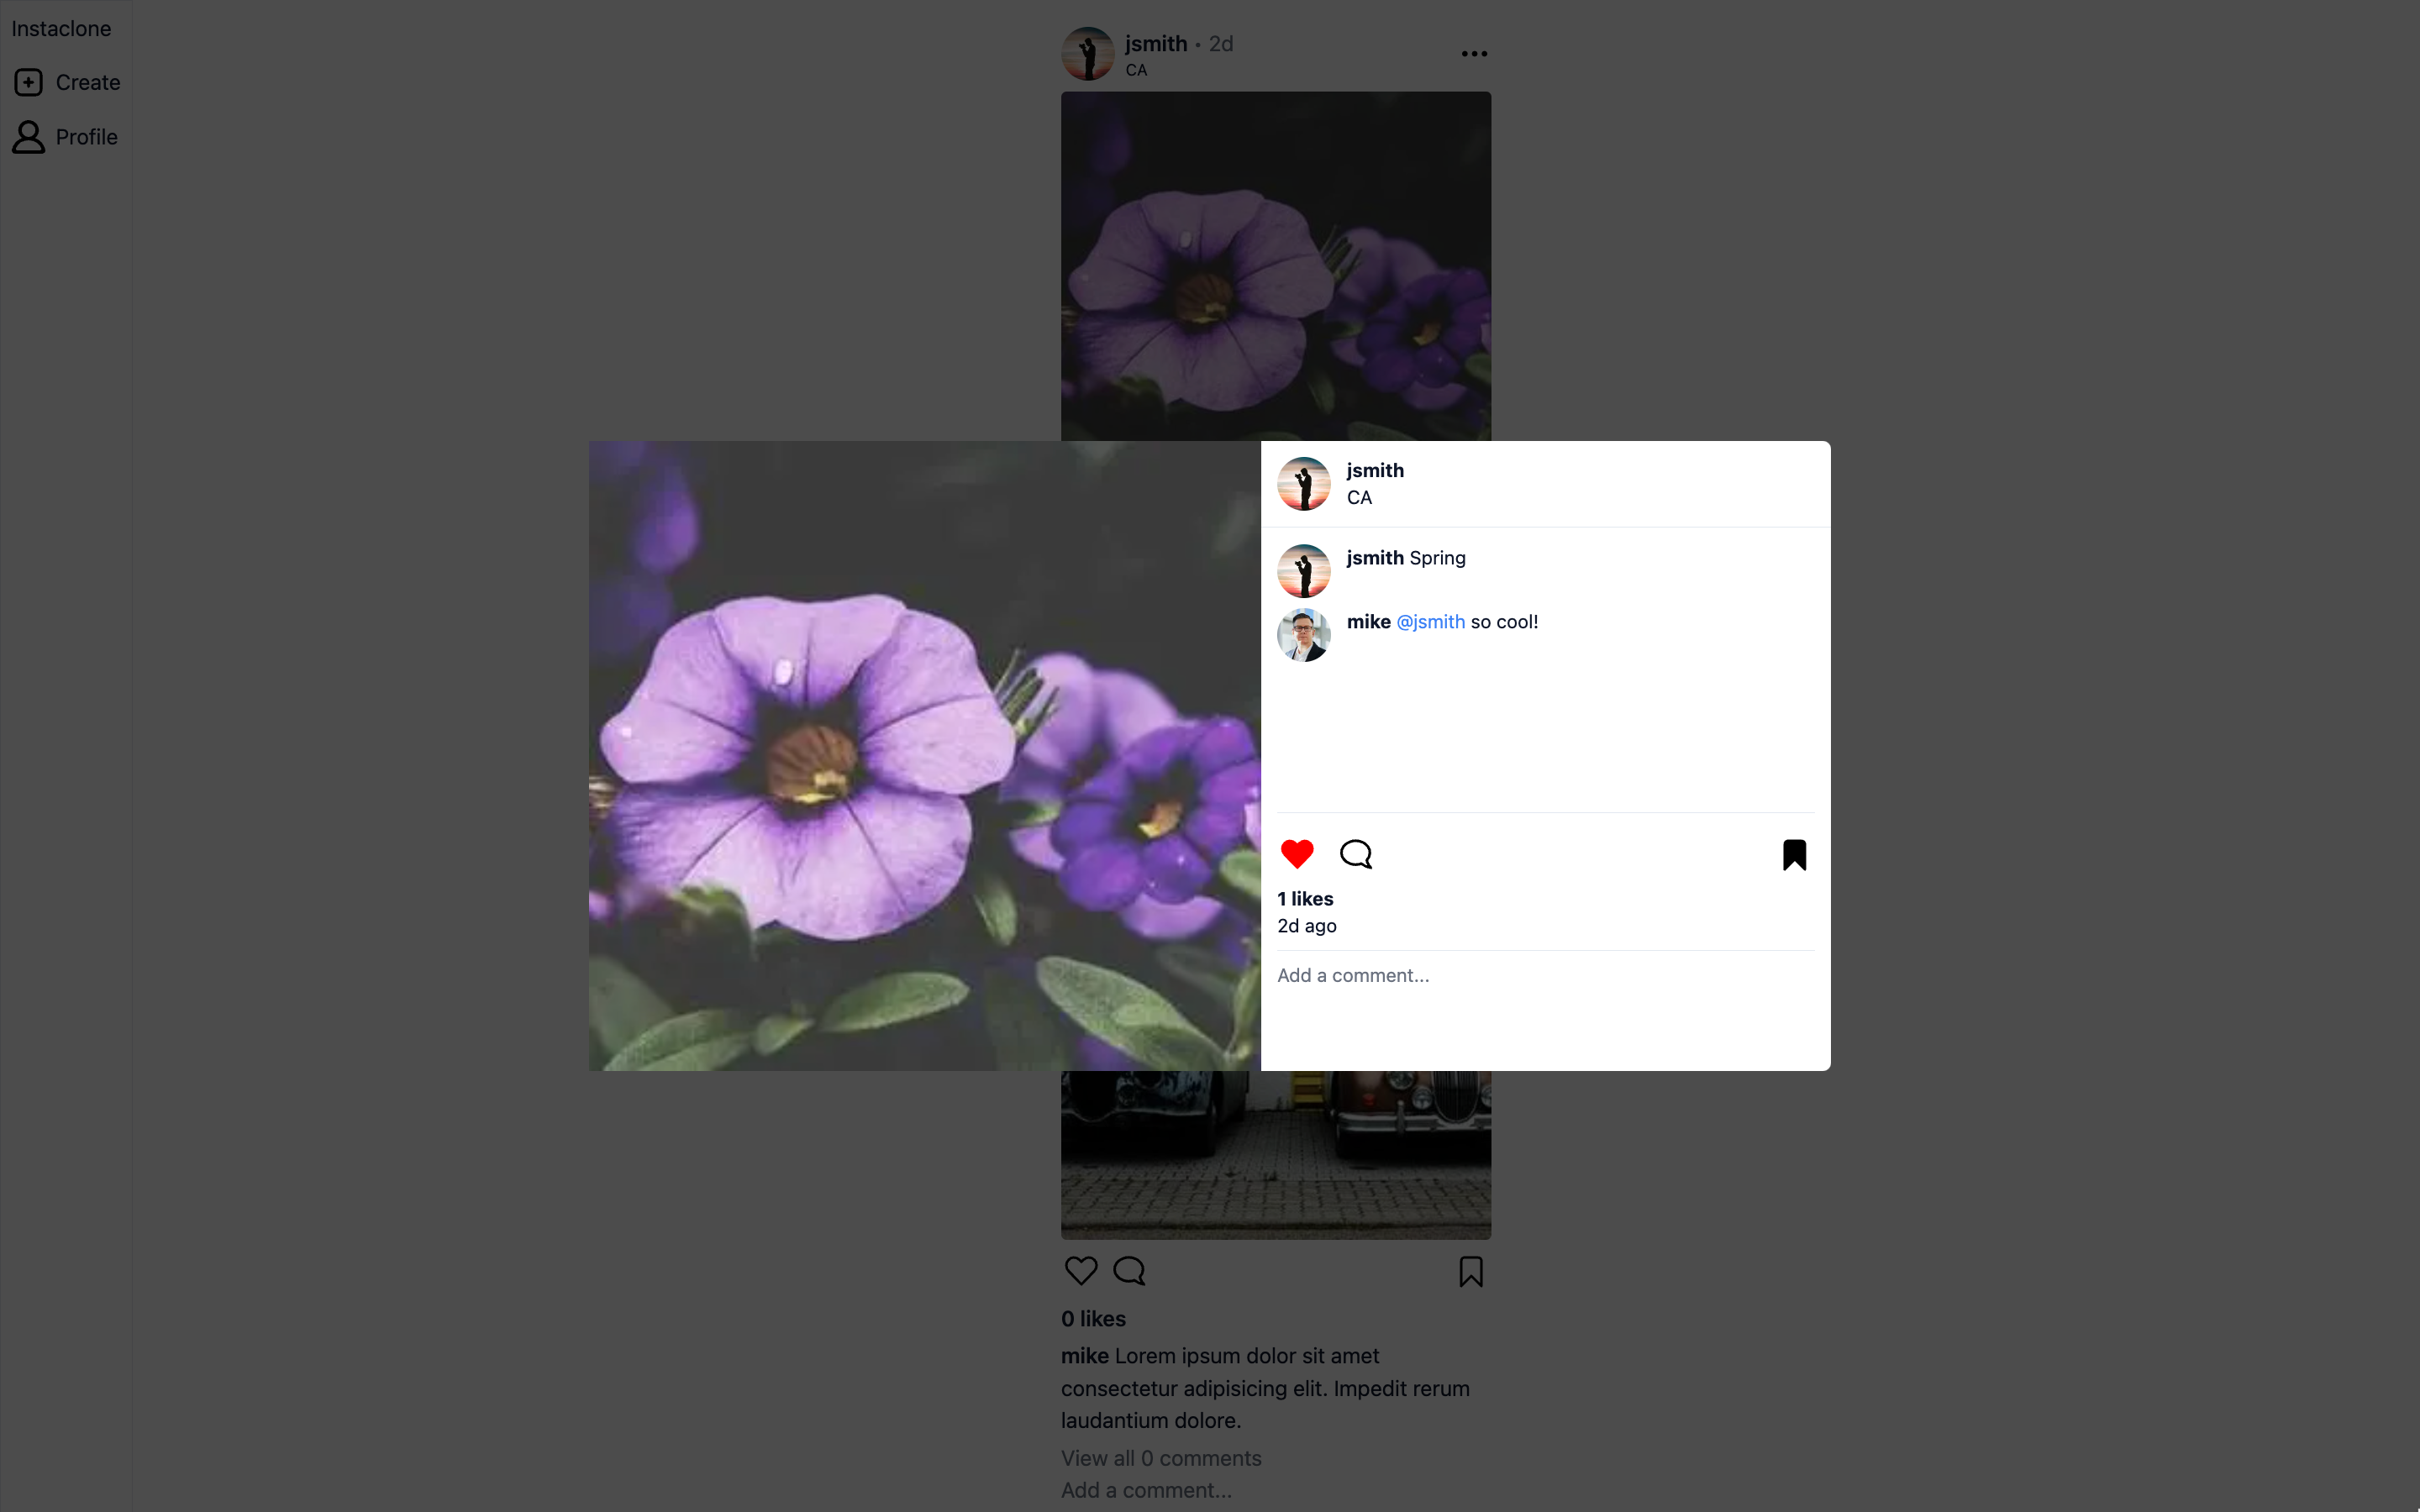 Instaclone
Create
Profile
jsmith • 2d
CA
jsmith
CA
jsmith Spring
mike @jsmith so cool!
1 likes
2d ago
Add a comment...
0 likes
mike Lorem ipsum dolor sit amet
consectetur adipisicing elit. Impedit rerum
laudantium dolore.
View all 0 comments
Add a comment...